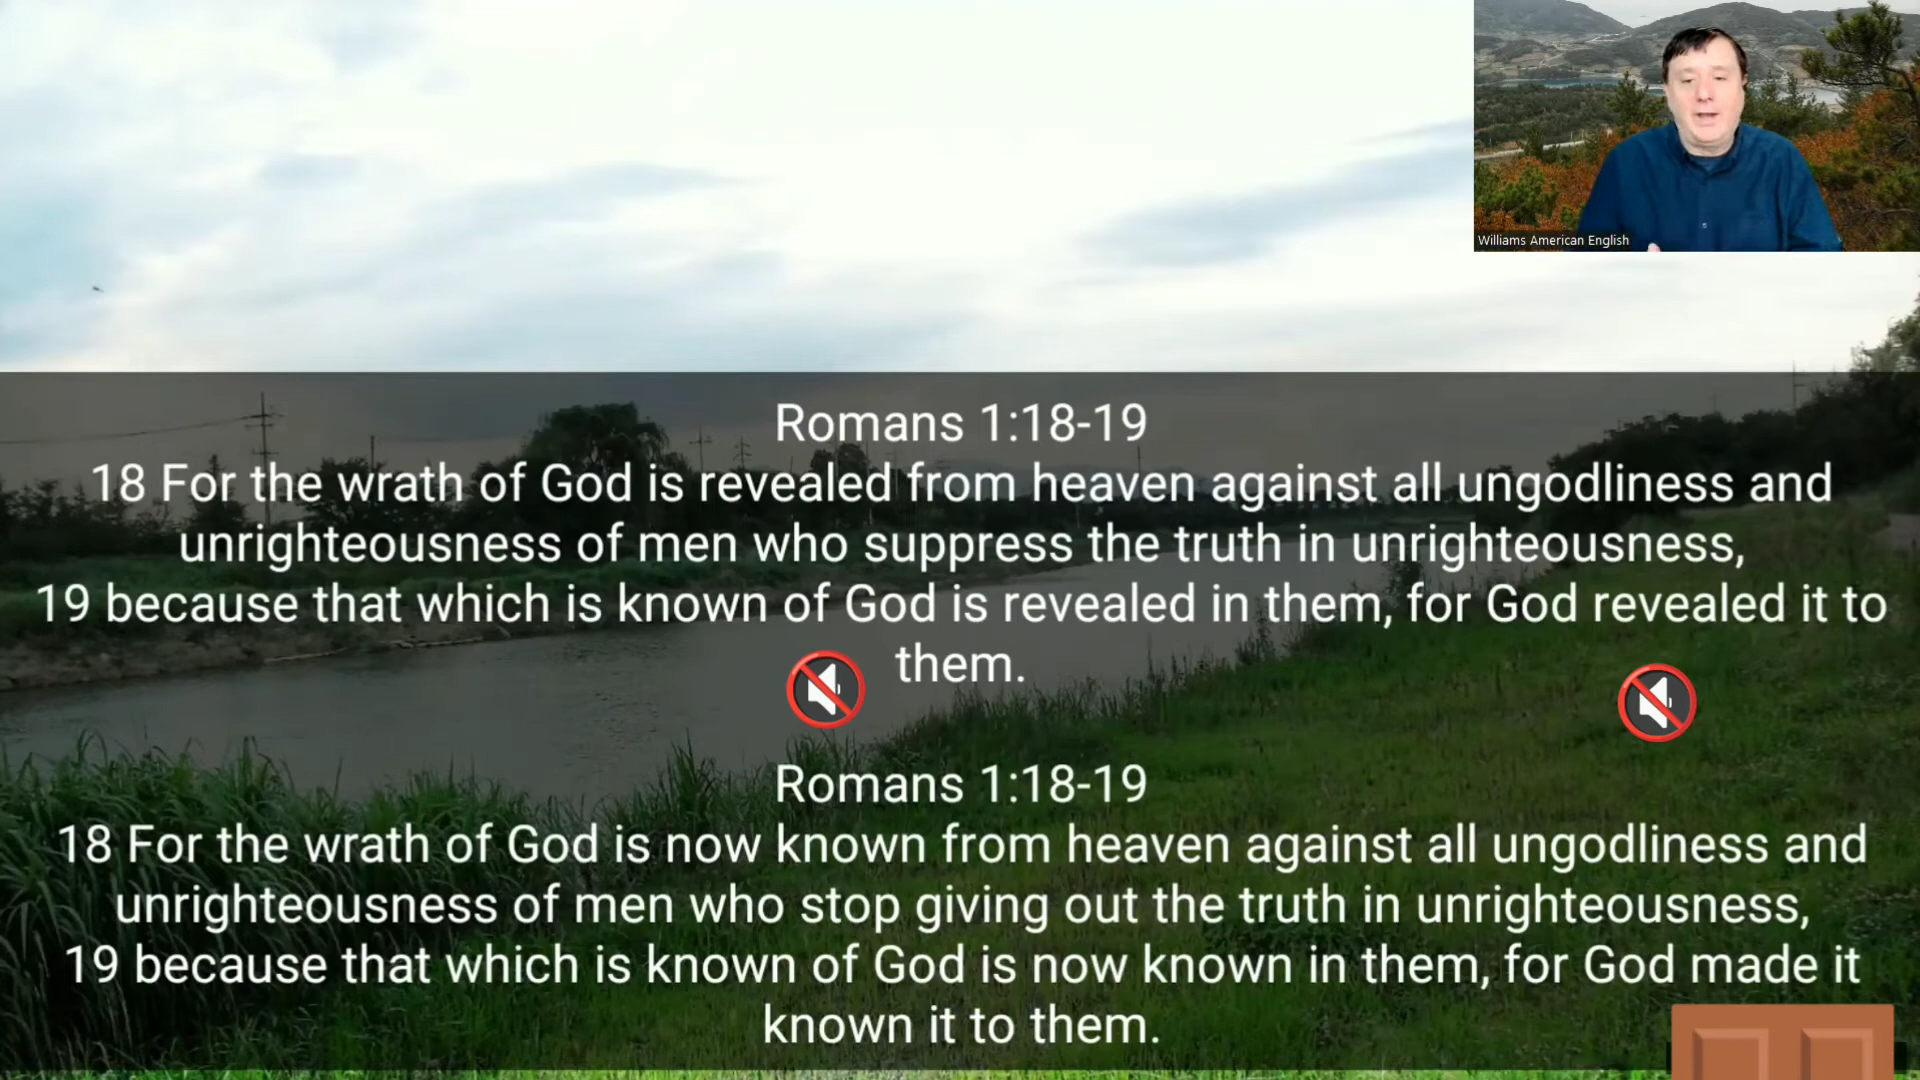 Williams American English
Romans 1:18-19
18 For the wrath of God is revealed from heaven against all ungodliness and
unrighteousness of men who suppress the truth in unrighteousness,
19 because that which is known of God is revealed in them, for God revealed it to
them.
Romans 1:18-19
18 For the wrath of God is now known from heaven against all ungodliness and
unrighteousness of men who stop giving out the truth in unrighteousness,
19 because that which is known of God is now known in them, for God made it
known it to them.